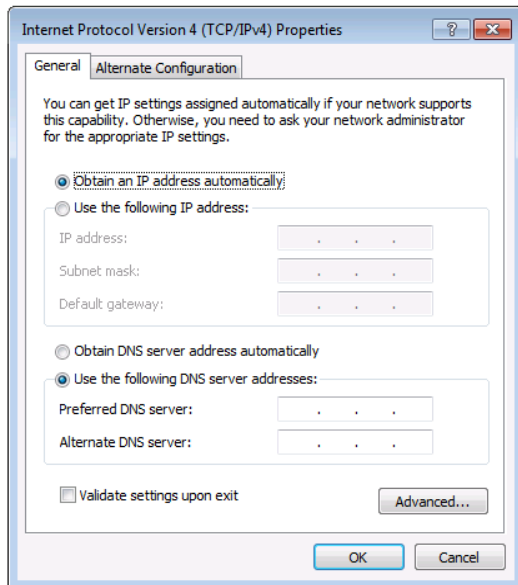 Internet Protocol Version 4 (TCP/IPv4) Properties
General
Alternate Configuration
You can get IP settings assigned automatically if your network supports
this capability. Otherwise, you need to ask your network administrator
for the appropriate IP settings.
Obtain an IP address automatically
Use the following IP address:
IP address: . . .
Subnet mask: . . .
Default gateway: . . .
Obtain DNS server address automatically
Use the following DNS server addresses:
Preferred DNS server: . . .
Alternate DNS server: . . .
Validate settings upon exit
Advanced...
OK
Cancel